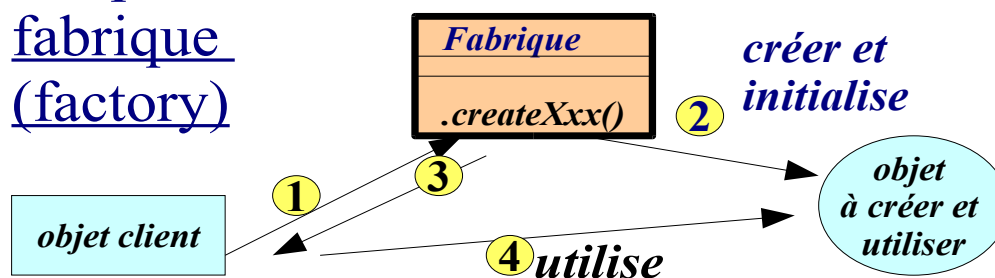 fabrique
(factory)
Fabrique
.createXxx()
créer et
initialise
2
1
3
objet client
4 utilise
objet
à créer et
utiliser